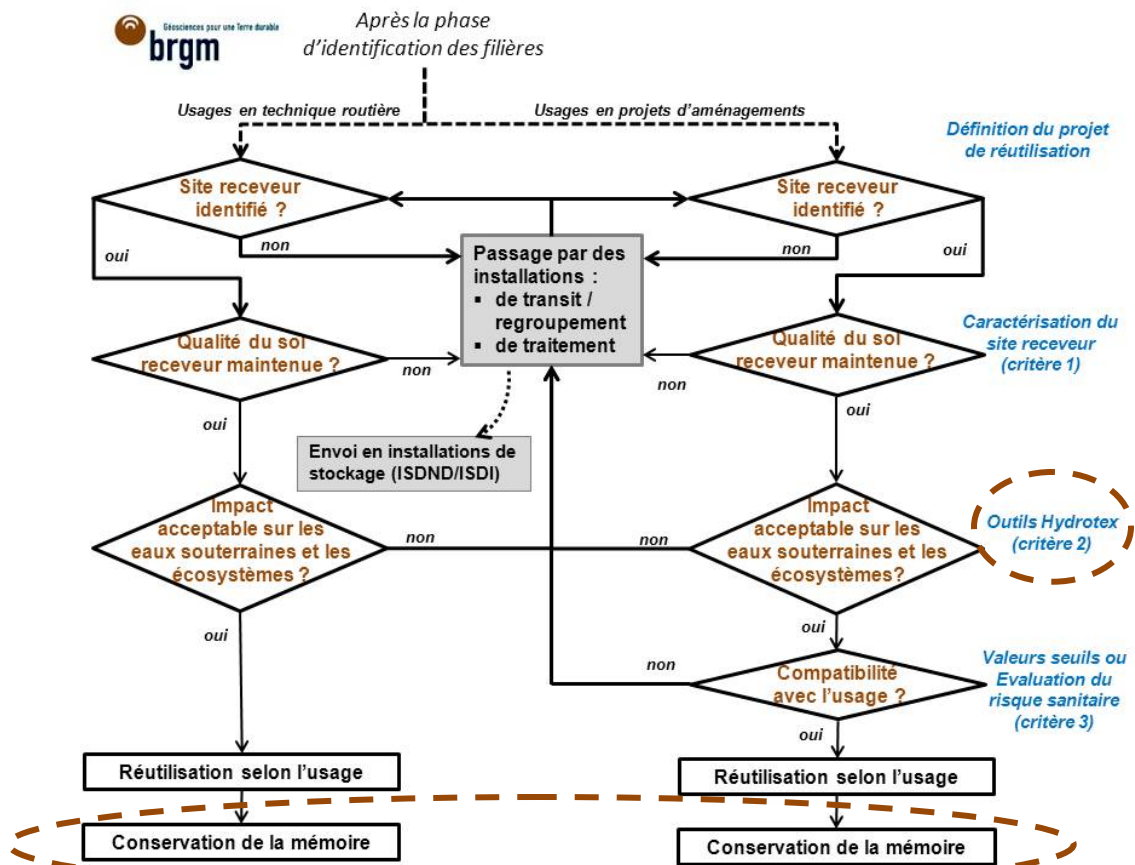 Géosciences pour une Terre durable
brgm
Après la phase
d'identification des filières
Usages en technique routière
Usages en projets d'aménagements
Définition du projet
de réutilisation
Site receveur
identifié ?
Site receveur
identifié ?
non
non
oui
oui
Passage par des
installations :
▪ de transit /
regroupement
▪ de traitement
Qualité du sol
receveur maintenue ?
Qualité du sol
receveur maintenue ?
Caractérisation du
site receveur
(critère 1)
non
non
oui
oui
Envoi en installations de
stockage (ISDND/ISDI)
Impact
acceptable sur les
eaux souterraines et les
écosystèmes ?
Impact
acceptable sur les
eaux souterraines et les
écosystèmes?
Outils Hydrotex
(critère 2)
non
non
oui
oui
non
Compatibilité
avec l'usage ?
Valeurs seuils ou
Evaluation du
risque sanitaire
(critère 3)
oui
Réutilisation selon l'usage
Réutilisation selon l'usage
Conservation de la mémoire
Conservation de la mémoire